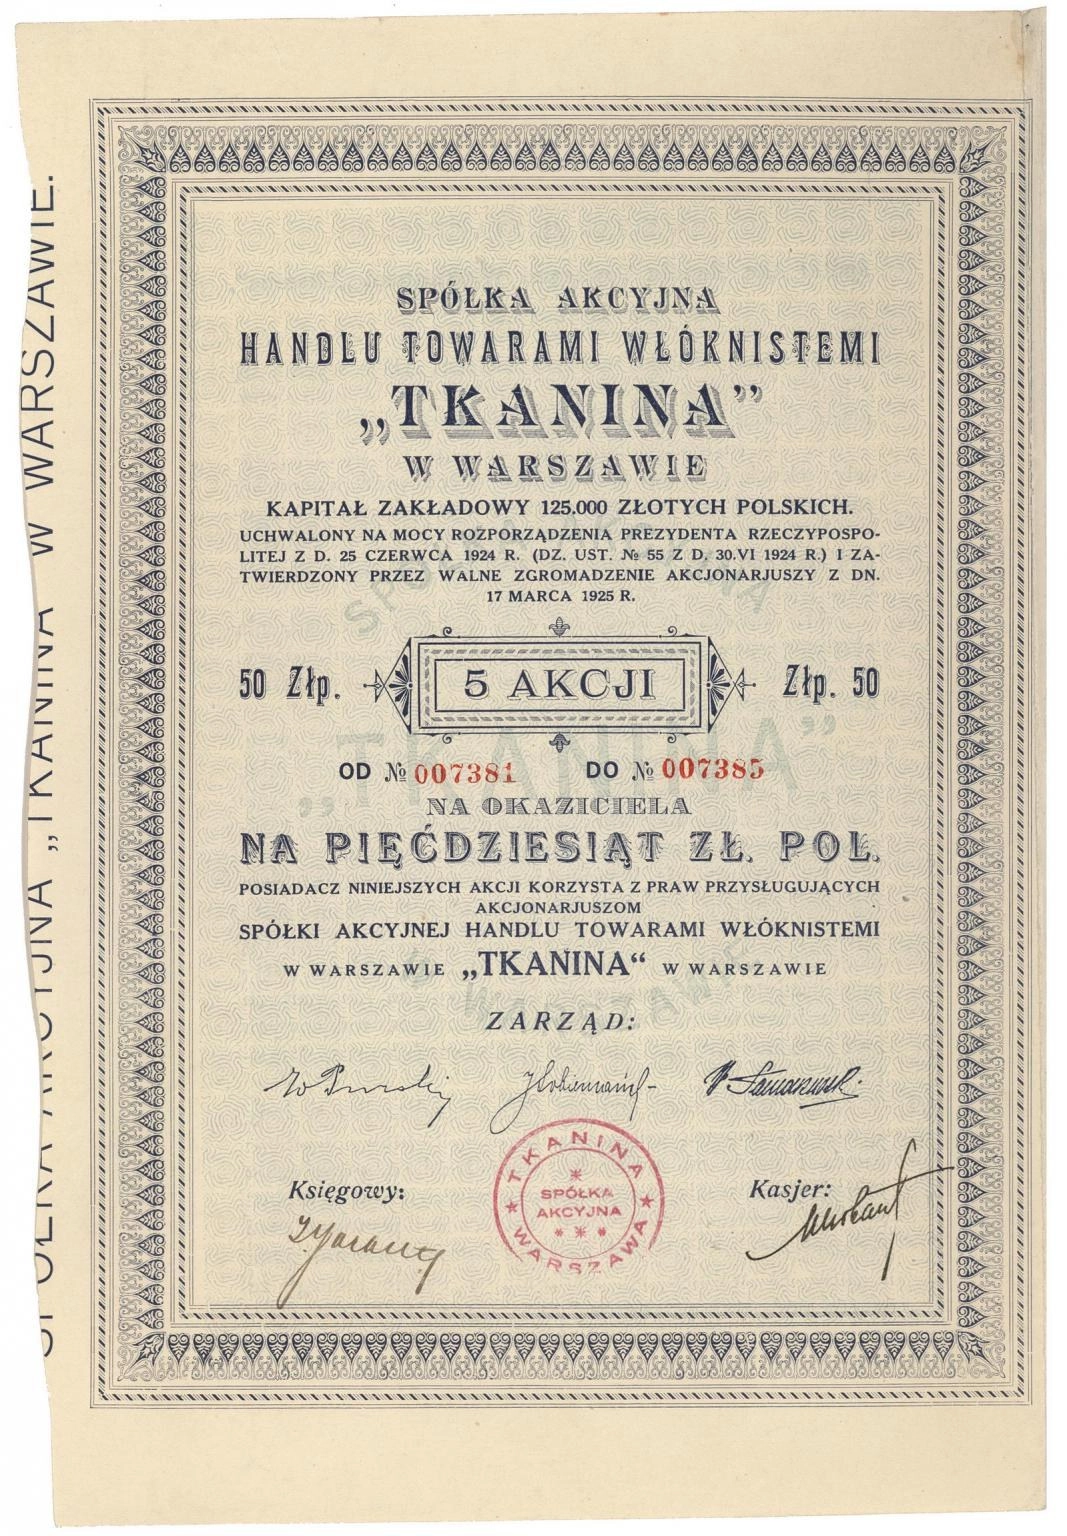 SPÓŁKA AKCYJNA
HANDLU TOWARAMI WŁÓKNISTEMI
„TKANINA”
W WARSZAWIE
KAPITAŁ ZAKŁADOWY 125.000 ZŁOTYCH POLSKICH.
UCHWALONY NA MOCY ROZPORZĄDZENIA PREZYDENTA RZECZYPOSPO-
LITEJ Z D. 25 CZERWCA 1924 R. (DZ. UST. № 55 Z D. 30.VI 1924 R.) I ZA-
TWIERDZONY PRZEZ WALNE ZGROMADZENIE AKCJONARJUSZY Z DN.
17 MARCA 1925 R.
50 Złp. 5 AKCJI Złp. 50
OD № 007381 DO № 007385
NA OKAZICIELA
NA PIĘĆDZIESIĄT ZŁ. POL.
POSIADACZ NINIEJSZYCH AKCJI KORZYSTA Z PRAW PRZYSŁUGUJĄCYCH
AKCJONARJUSZOM
SPÓŁKI AKCYJNEJ HANDLU TOWARAMI WŁÓKNISTEMI
W WARSZAWIE „TKANINA“ W WARSZAWIE
ZARZĄD:
Księgowy: Kasjer:
TKANINA
SPÓŁKA
AKCYJNA
WARSZAWA
SPÓŁKA AKCYJNA „TKANINA” W WARSZAWIE.
SPÓŁKA AKCYJNA
„TKANINA”
W WARSZAWIE